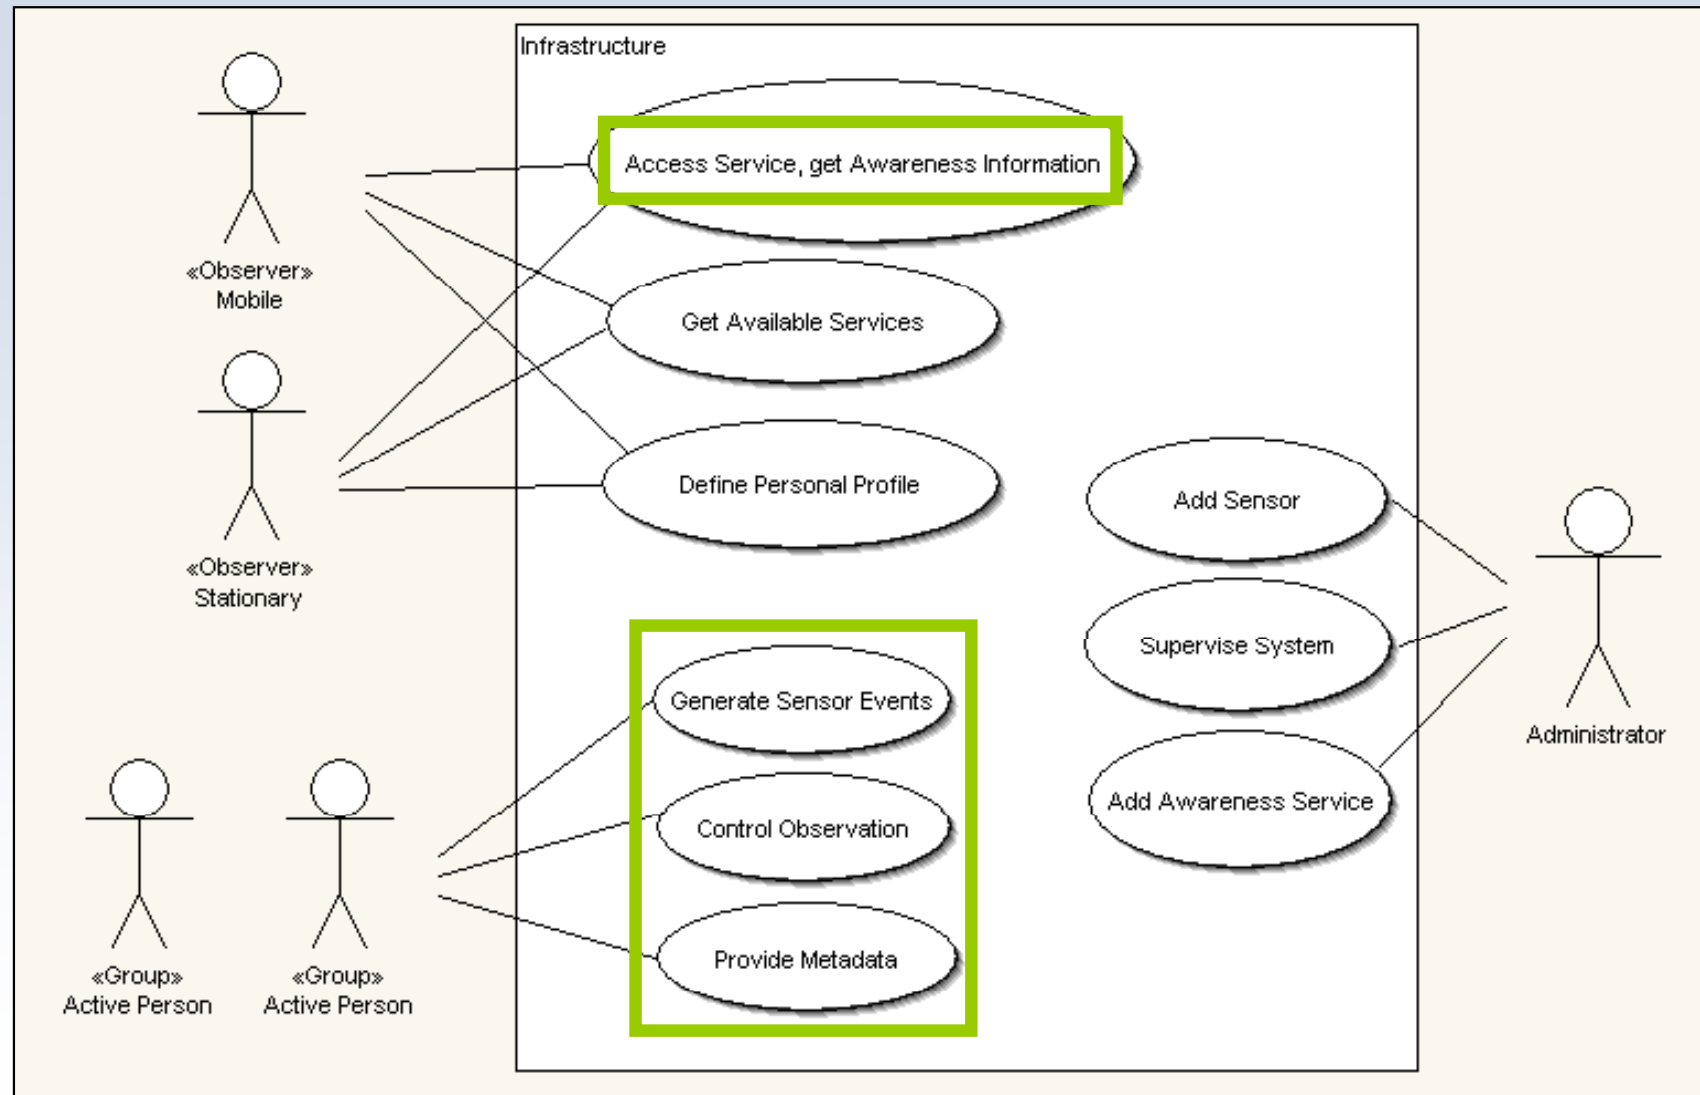 Infrastructure
Access Service, get Awareness Information
«Observer»
Mobile
Get Available Services
Define Personal Profile
«Observer»
Stationary
Add Sensor
Supervise System
Add Awareness Service
Administrator
Generate Sensor Events
Control Observation
Provide Metadata
«Group»
Active Person
«Group»
Active Person